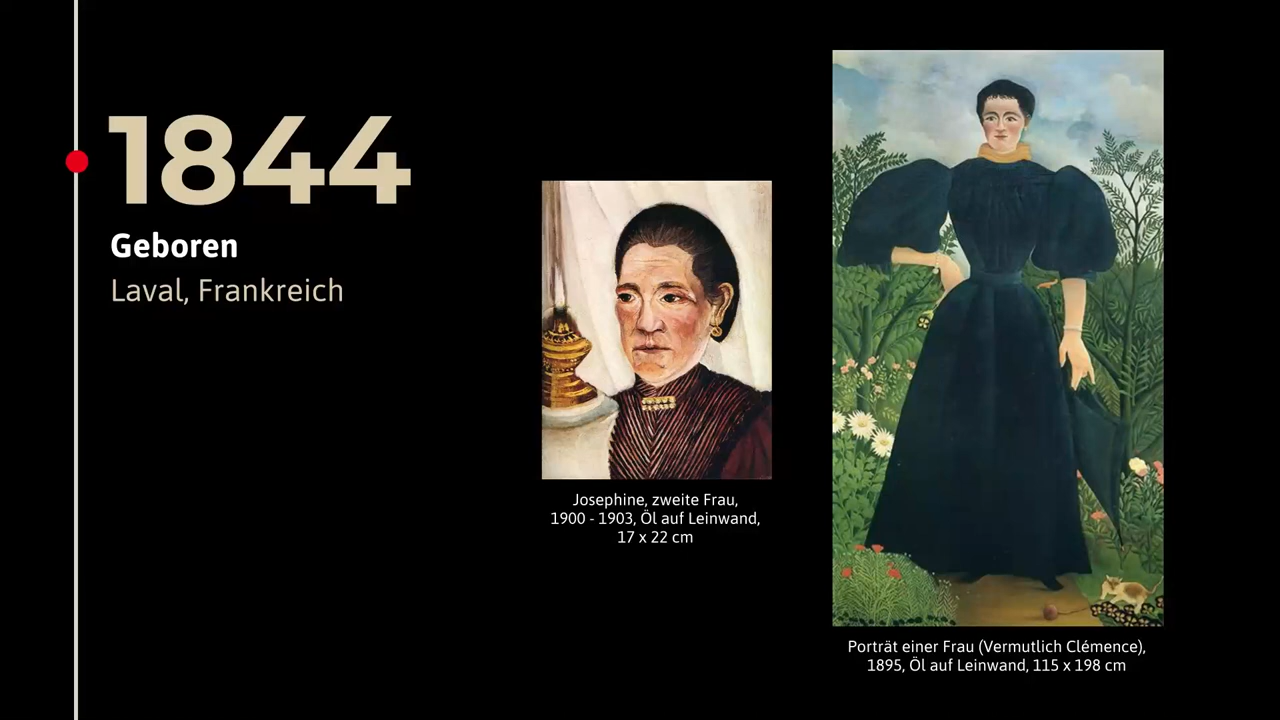 1844
Geboren
Laval, Frankreich
Josephine, zweite Frau,
1900 - 1903, Öl auf Leinwand,
17 x 22 cm
Porträt einer Frau (Vermutlich Clémence),
1895, Öl auf Leinwand, 115 x 198 cm